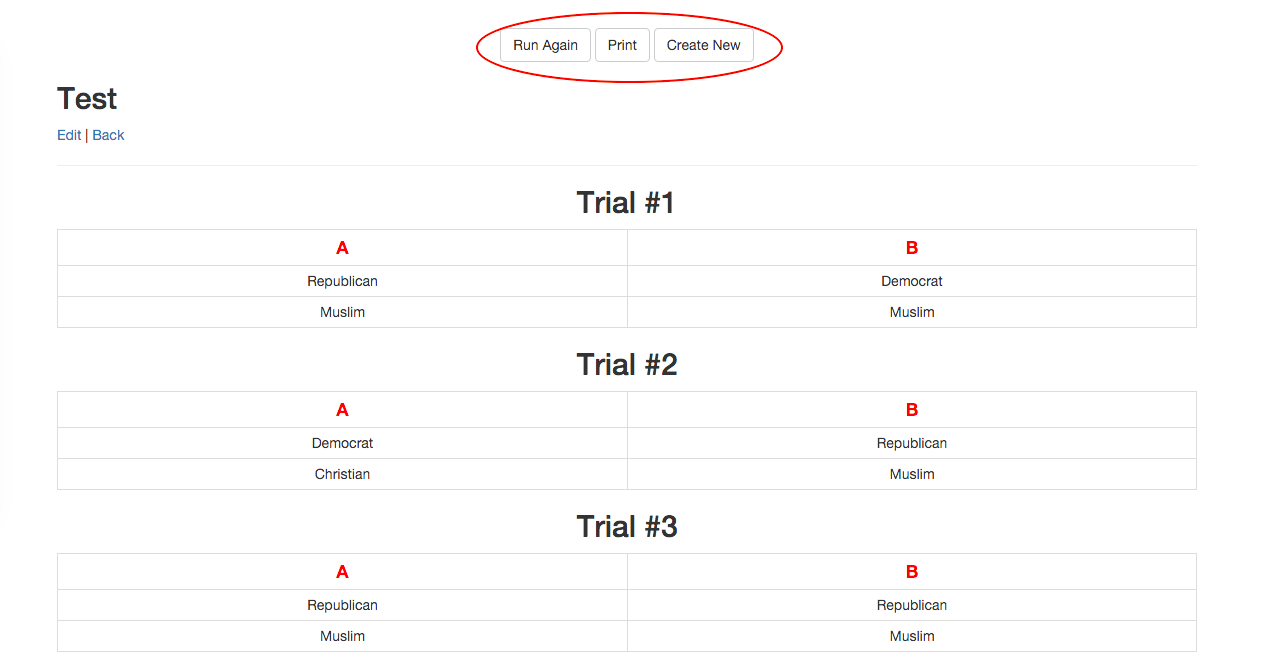 Run Again Print Create New
Test
Edit | Back
Trial #1
A B
Republican Democrat
Muslim Muslim
Trial #2
A B
Democrat Republican
Christian Muslim
Trial #3
A B
Republican Republican
Muslim Muslim